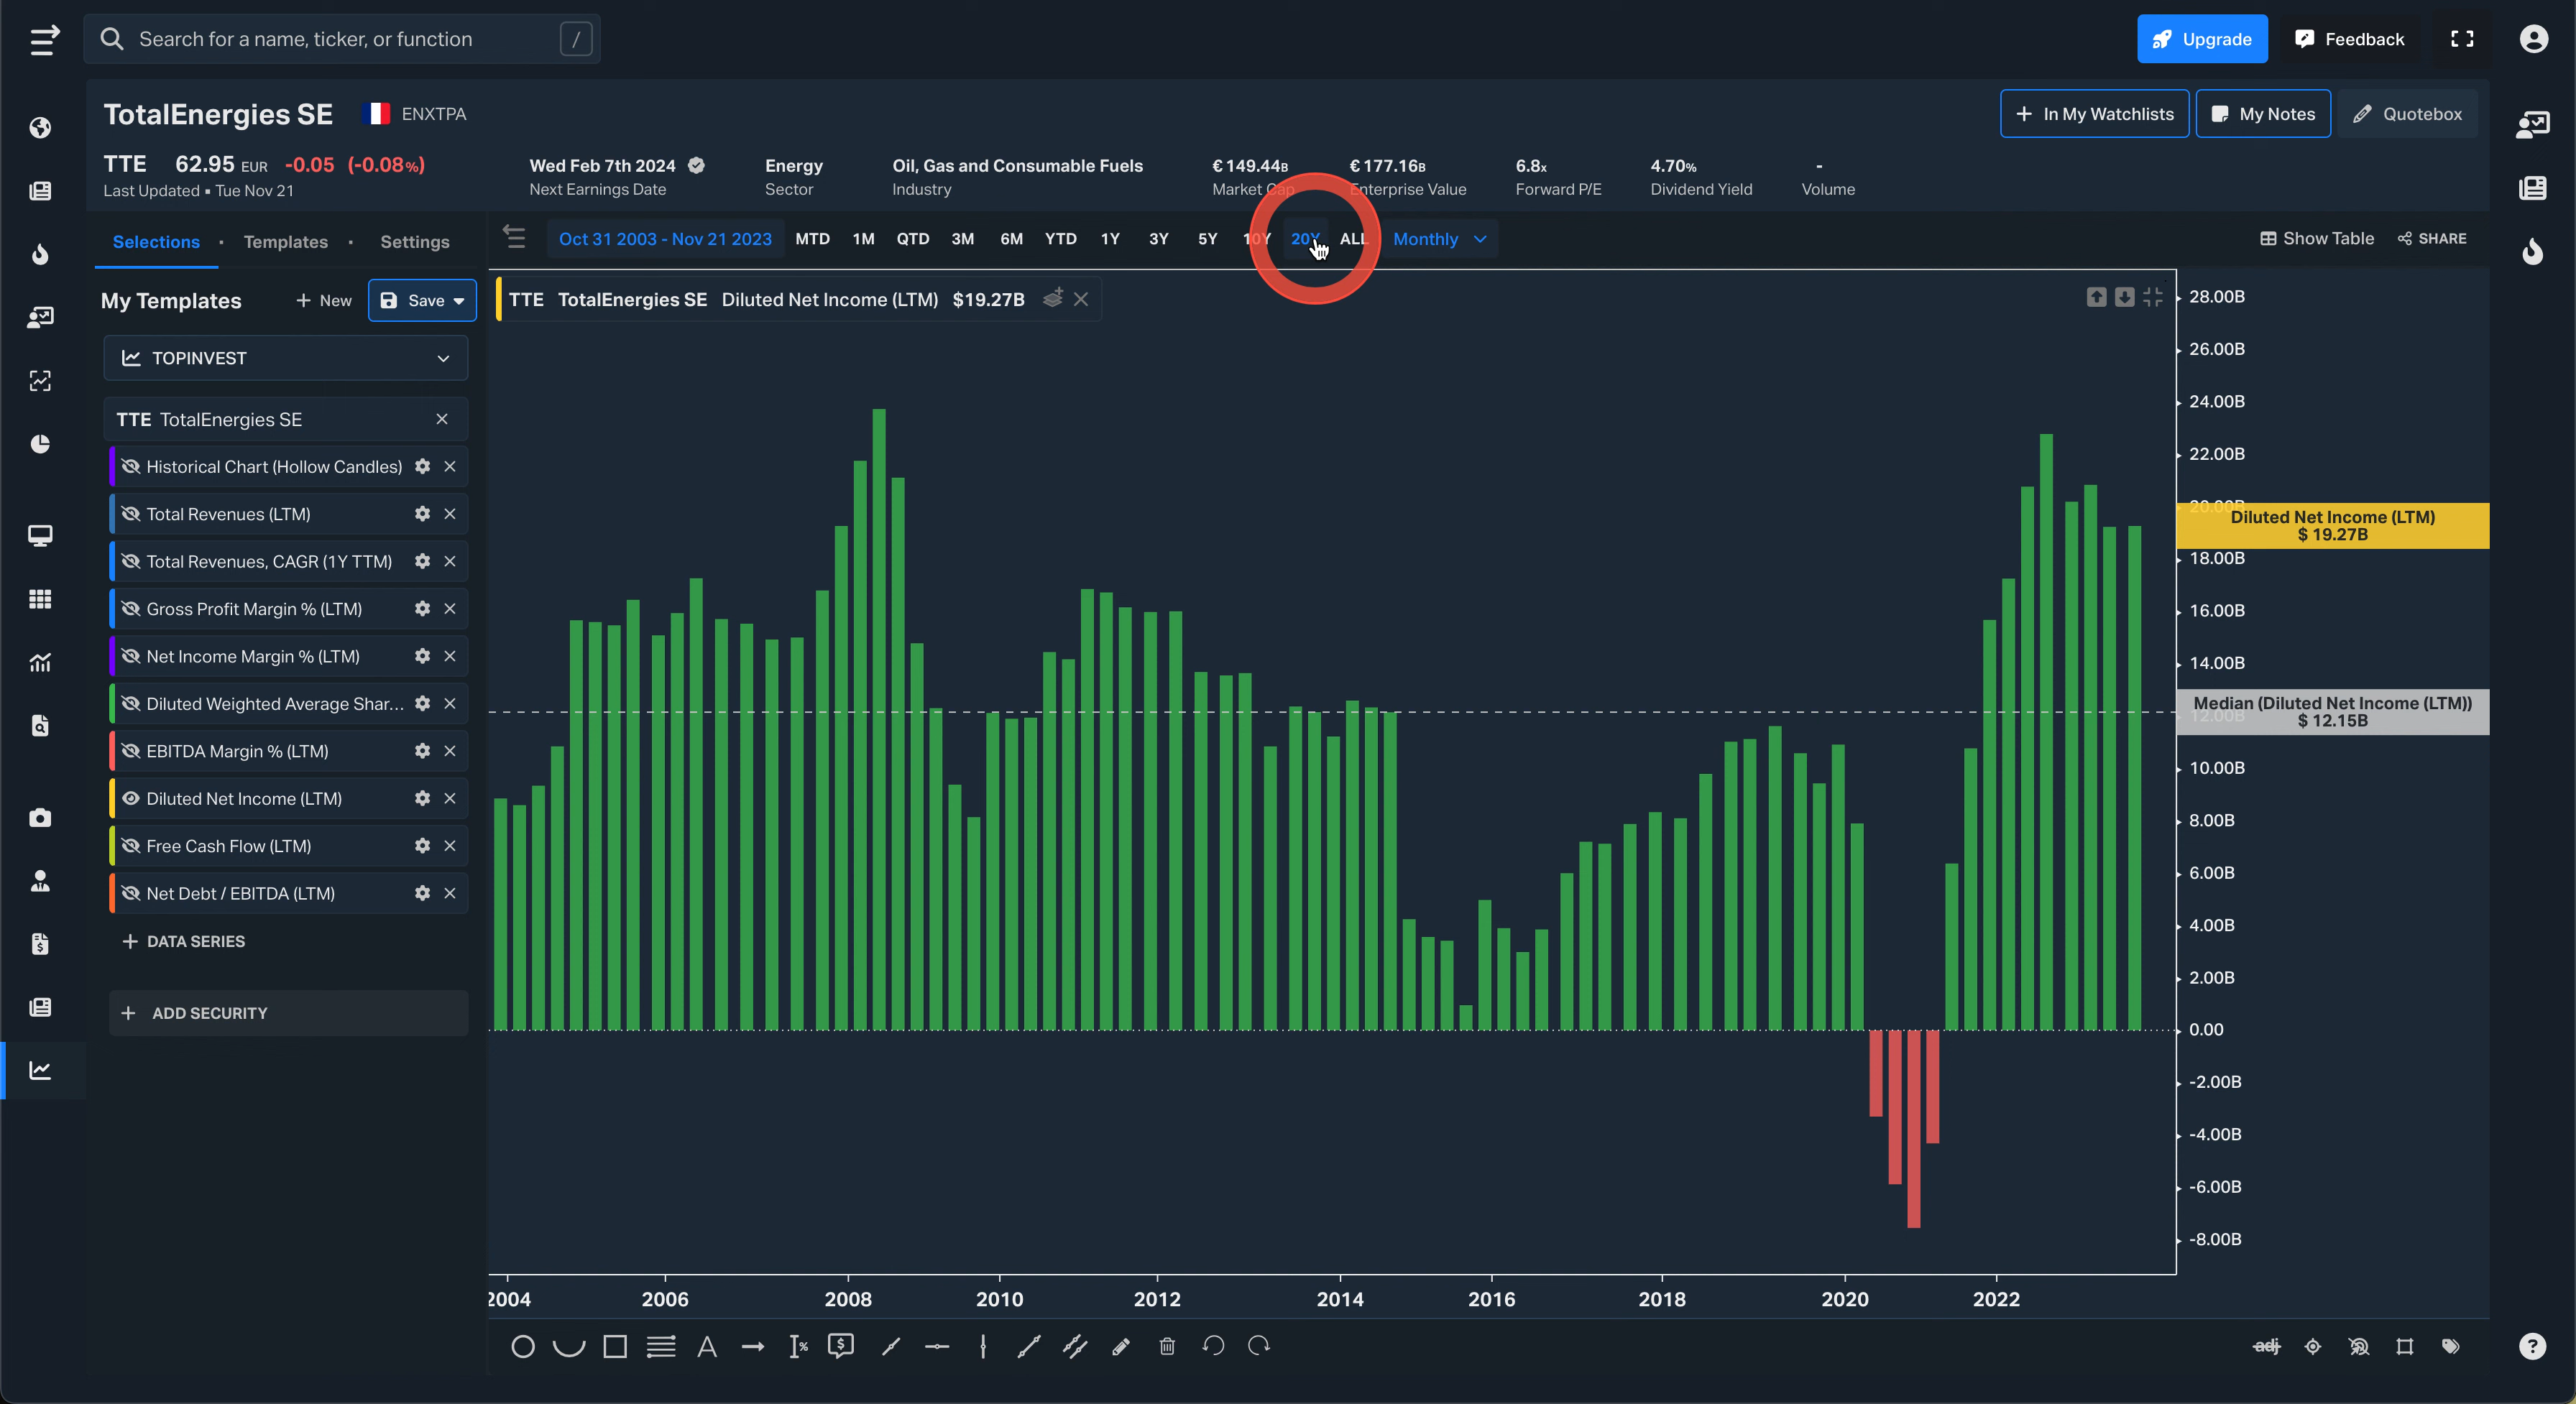 Search for a name, ticker, or function /
Upgrade Feedback
TotalEnergies SE ENXTPA
In My Watchlists My Notes Quotebox
TTE 62.95 EUR -0.05 (-0.08%)
Last Updated ▪ Tue Nov 21
Wed Feb 7th 2024
Next Earnings Date
Energy
Sector
Oil, Gas and Consumable Fuels
Industry
€ 149.44B
Market Cap
€ 177.16B
Enterprise Value
6.8x
Forward P/E
4.70%
Dividend Yield
-
Volume
Selections · Templates · Settings
Oct 31 2003 - Nov 21 2023 MTD 1M QTD 3M 6M YTD 1Y 3Y 5Y 10Y 20Y ALL Monthly
Show Table SHARE
My Templates + New Save
TOPINVEST
TTE TotalEnergies SE
Historical Chart (Hollow Candles)
Total Revenues (LTM)
Total Revenues, CAGR (1Y TTM)
Gross Profit Margin % (LTM)
Net Income Margin % (LTM)
Diluted Weighted Average Shar...
EBITDA Margin % (LTM)
Diluted Net Income (LTM)
Free Cash Flow (LTM)
Net Debt / EBITDA (LTM)
+ DATA SERIES
+ ADD SECURITY
TTE TotalEnergies SE Diluted Net Income (LTM) $19.27B
28.00B
26.00B
24.00B
22.00B
20.00B
Diluted Net Income (LTM)
$ 19.27B
18.00B
16.00B
14.00B
Median (Diluted Net Income (LTM))
12.00B
$ 12.15B
10.00B
8.00B
6.00B
4.00B
2.00B
0.00
-2.00B
-4.00B
-6.00B
-8.00B
2004 2006 2008 2010 2012 2014 2016 2018 2020 2022
A % $ adj ?